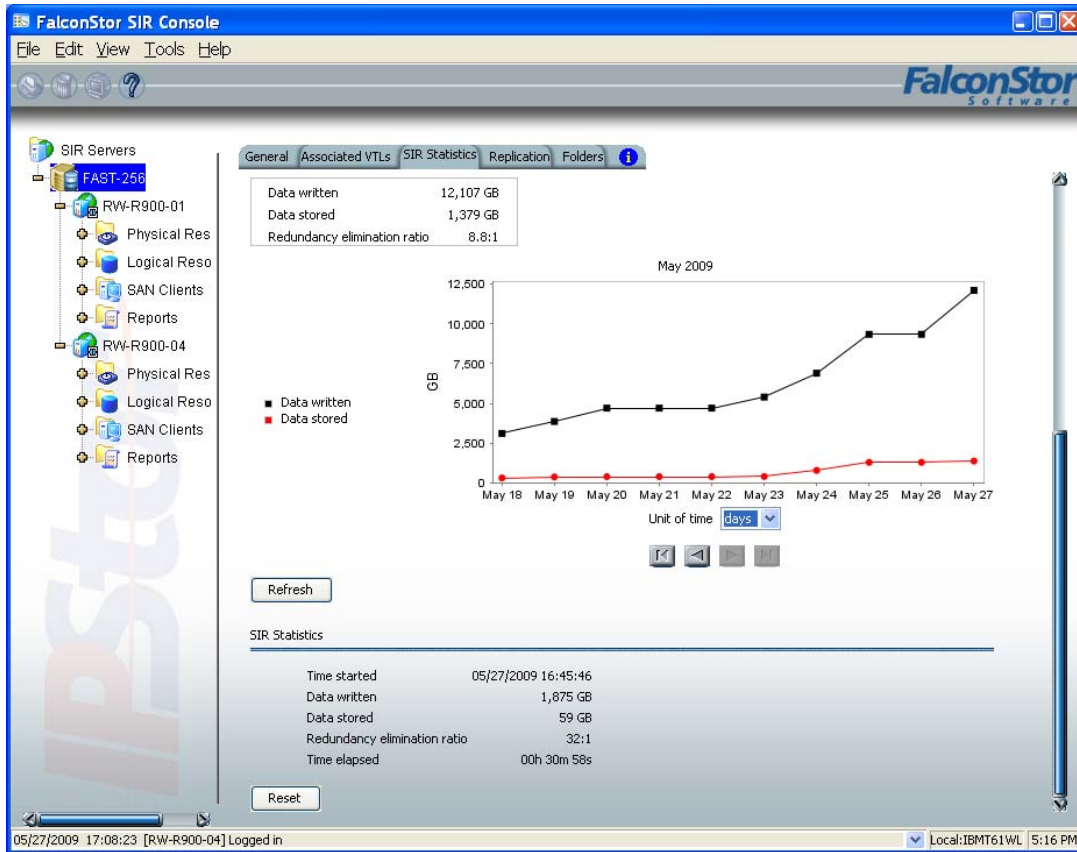 FalconStor SIR Console
File Edit View Tools Help
FalconStor
Software
SIR Servers
FAST-256
RW-R900-01
Physical Res
Logical Reso
SAN Clients
Reports
RW-R900-04
Physical Res
Logical Reso
SAN Clients
Reports
IPStor
General Associated VTLs SIR Statistics Replication Folders i
Data written 12,107 GB
Data stored 1,379 GB
Redundancy elimination ratio 8.8:1
May 2009
12,500
10,000
7,500
5,000
2,500
0
GB
Data written
Data stored
May 18 May 19 May 20 May 21 May 22 May 23 May 24 May 25 May 26 May 27
Unit of time days
Refresh
SIR Statistics
Time started 05/27/2009 16:45:46
Data written 1,875 GB
Data stored 59 GB
Redundancy elimination ratio 32:1
Time elapsed 00h 30m 58s
Reset
05/27/2009 17:08:23 [RW-R900-04] Logged in
Local:IBMT61WL 5:16 PM